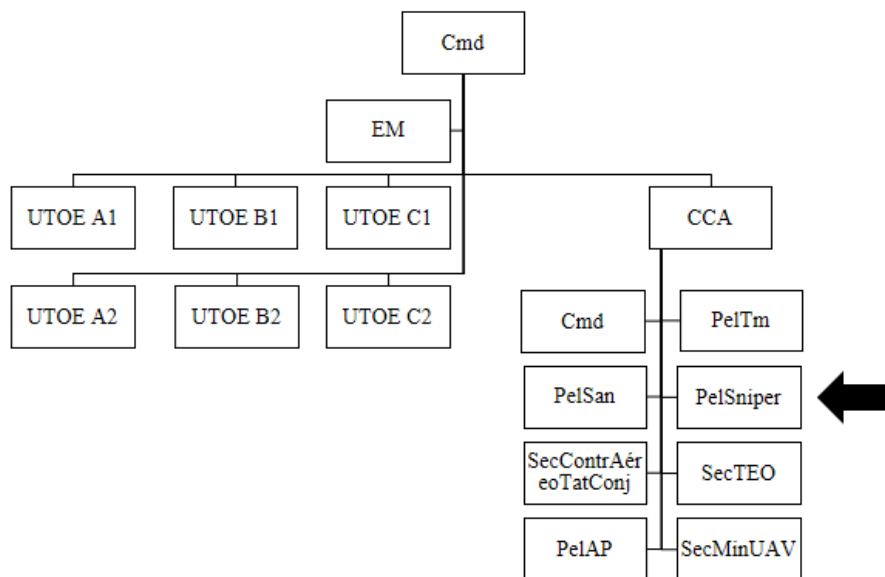 Cmd
EM
UTOE A1
UTOE B1
UTOE C1
CCA
UTOE A2
UTOE B2
UTOE C2
Cmd
PelTm
PelSan
PelSniper
SecContrAér
eoTatConj
SecTEO
PelAP
SecMinUAV